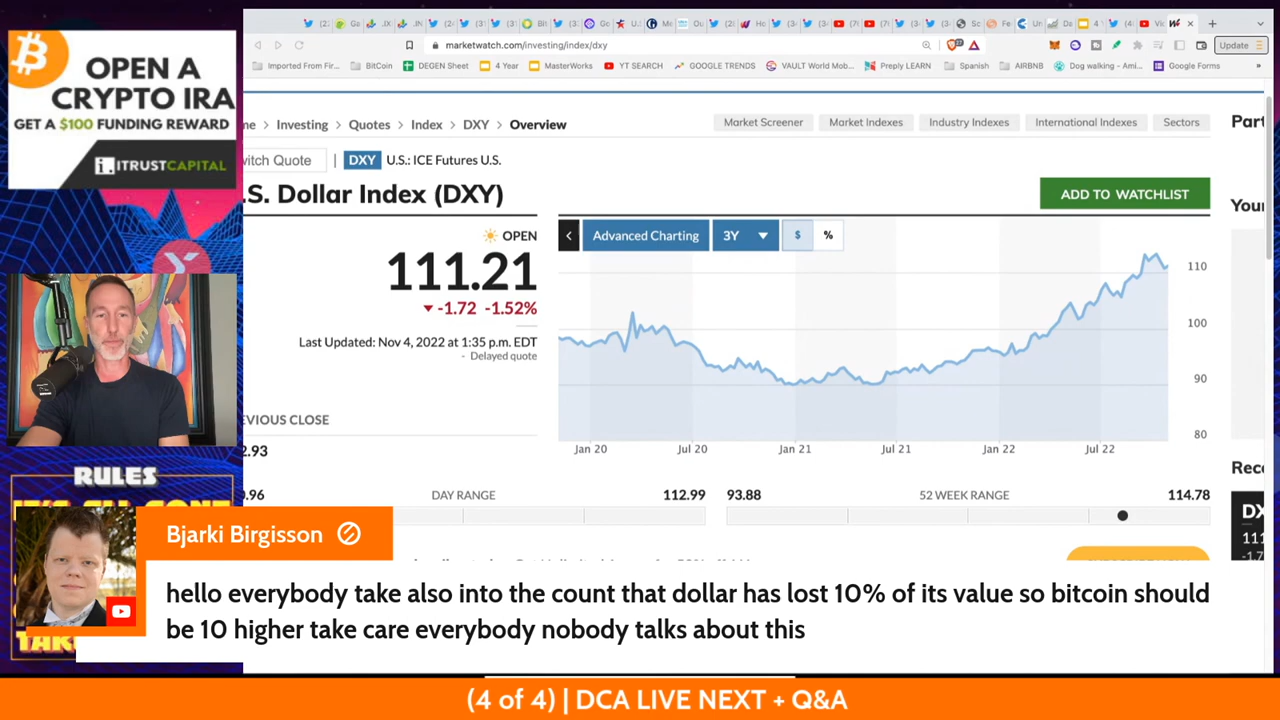 OPEN A
CRYPTO IRA
GET A $100 FUNDING REWARD
ITRUSTCAPITAL
marketwatch.com/investing/index/dxy
Update
Imported From Fir... BitCoin DEGEN Sheet 4 Year MasterWorks YT SEARCH GOOGLE TRENDS VAULT World Mob... Preply LEARN Spanish AIRBNB Dog walking - Ami... Google Forms »
me > Investing > Quotes > Index > DXY > Overview
Market Screener Market Indexes Industry Indexes International Indexes Sectors
Part
witch Quote | DXY U.S.: ICE Futures U.S.
.S. Dollar Index (DXY)
ADD TO WATCHLIST
Your
OPEN
111.21
-1.72 -1.52%
Last Updated: Nov 4, 2022 at 1:35 p.m. EDT
- Delayed quote
EVIOUS CLOSE
2.93
Advanced Charting 3Y $ %
110
100
90
80
Jan 20 Jul 20 Jan 21 Jul 21 Jan 22 Jul 22
0.96 DAY RANGE 112.99
93.88 52 WEEK RANGE 114.78
Rec
DX
111
-1.7
RULES
IT'S ALL GONE
Bjarki Birgisson
hello everybody take also into the count that dollar has lost 10% of its value so bitcoin should
be 10 higher take care everybody nobody talks about this
(4 of 4) | DCA LIVE NEXT + Q&A